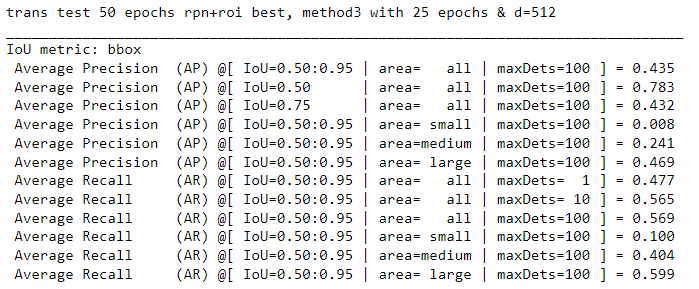 trans test 50 epochs rpn+roi best, method3 with 25 epochs & d=512
IoU metric: bbox
Average Precision  (AP) @[ IoU=0.50:0.95 | area=   all | maxDets=100 ] = 0.435
Average Precision  (AP) @[ IoU=0.50      | area=   all | maxDets=100 ] = 0.783
Average Precision  (AP) @[ IoU=0.75      | area=   all | maxDets=100 ] = 0.432
Average Precision  (AP) @[ IoU=0.50:0.95 | area= small | maxDets=100 ] = 0.008
Average Precision  (AP) @[ IoU=0.50:0.95 | area=medium | maxDets=100 ] = 0.241
Average Precision  (AP) @[ IoU=0.50:0.95 | area= large | maxDets=100 ] = 0.469
Average Recall     (AR) @[ IoU=0.50:0.95 | area=   all | maxDets=  1 ] = 0.477
Average Recall     (AR) @[ IoU=0.50:0.95 | area=   all | maxDets= 10 ] = 0.565
Average Recall     (AR) @[ IoU=0.50:0.95 | area=   all | maxDets=100 ] = 0.569
Average Recall     (AR) @[ IoU=0.50:0.95 | area= small | maxDets=100 ] = 0.100
Average Recall     (AR) @[ IoU=0.50:0.95 | area=medium | maxDets=100 ] = 0.404
Average Recall     (AR) @[ IoU=0.50:0.95 | area= large | maxDets=100 ] = 0.599